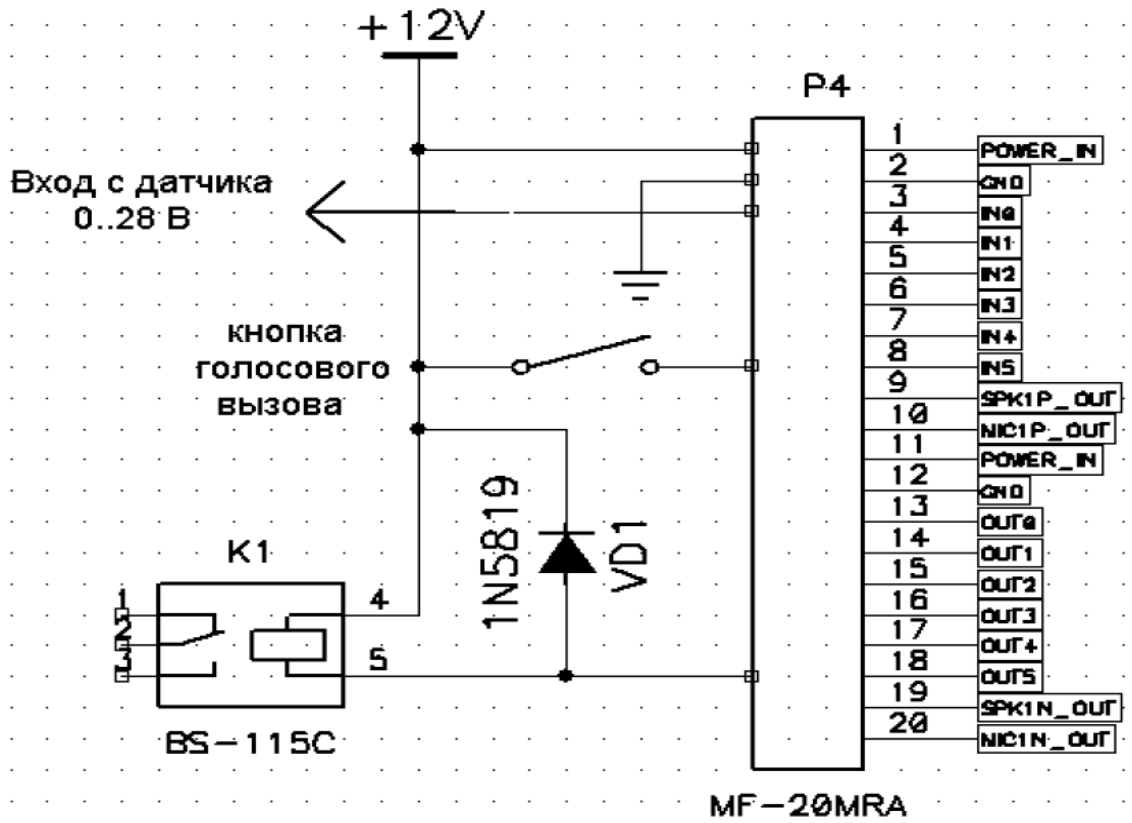 +12V
P4
Вход с датчика
0..28 В
кнопка
голосового
вызова
1N5819
VD1
K1
1
2
3
4
5
BS-115C
1 POWER_IN
2 GND
3 IN0
4 IN1
5 IN2
6 IN3
7 IN4
8 IN5
9 SPK1P_OUT
10 MIC1P_OUT
11 POWER_IN
12 GND
13 OUT0
14 OUT1
15 OUT2
16 OUT3
17 OUT4
18 OUT5
19 SPK1N_OUT
20 MIC1N_OUT
MF-20MRA